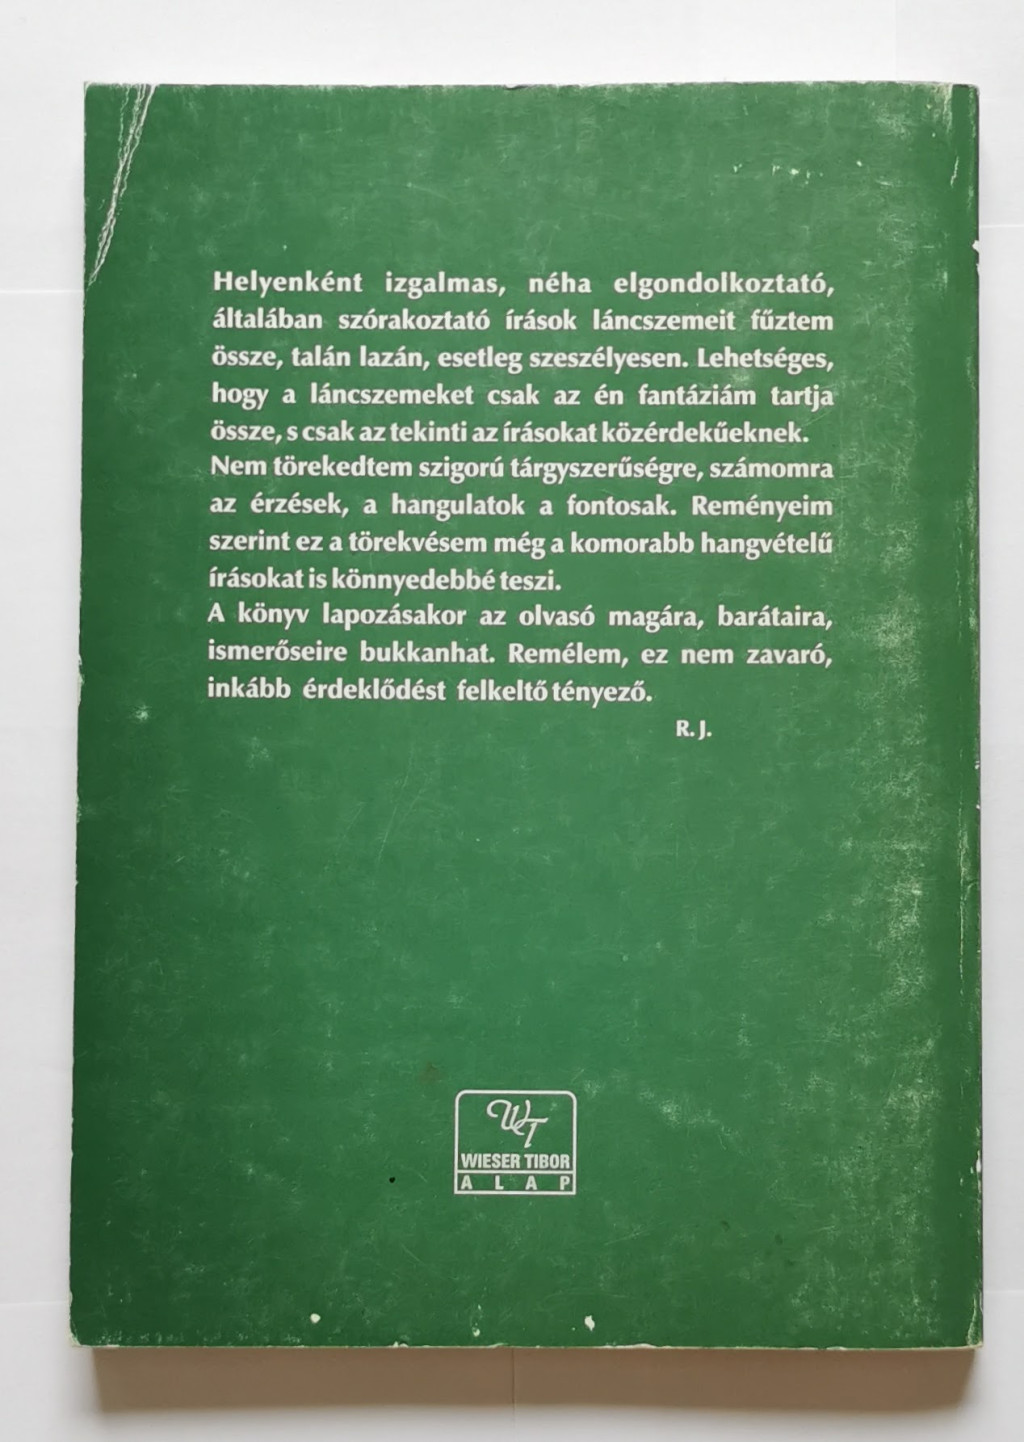 Helyenként izgalmas, néha elgondolkoztató,
általában szórakoztató írások láncszemeit fűztem
össze, talán lazán, esetleg szeszélyesen. Lehetséges,
hogy a láncszemeket csak az én fantáziám tartja
össze, s csak az tekinti az írásokat közérdekűeknek.
Nem törekedtem szigorú tárgyszerűségre, számomra
az érzések, a hangulatok a fontosak. Reményeim
szerint ez a törekvésem még a komorabb hangvételű
írásokat is könnyedebbé teszi.
A könyv lapozásakor az olvasó magára, barátaira,
ismerőseire bukkanhat. Remélem, ez nem zavaró,
inkább érdeklődést felkeltő tényező.
R. J.
WT
WIESER TIBOR
ALAP